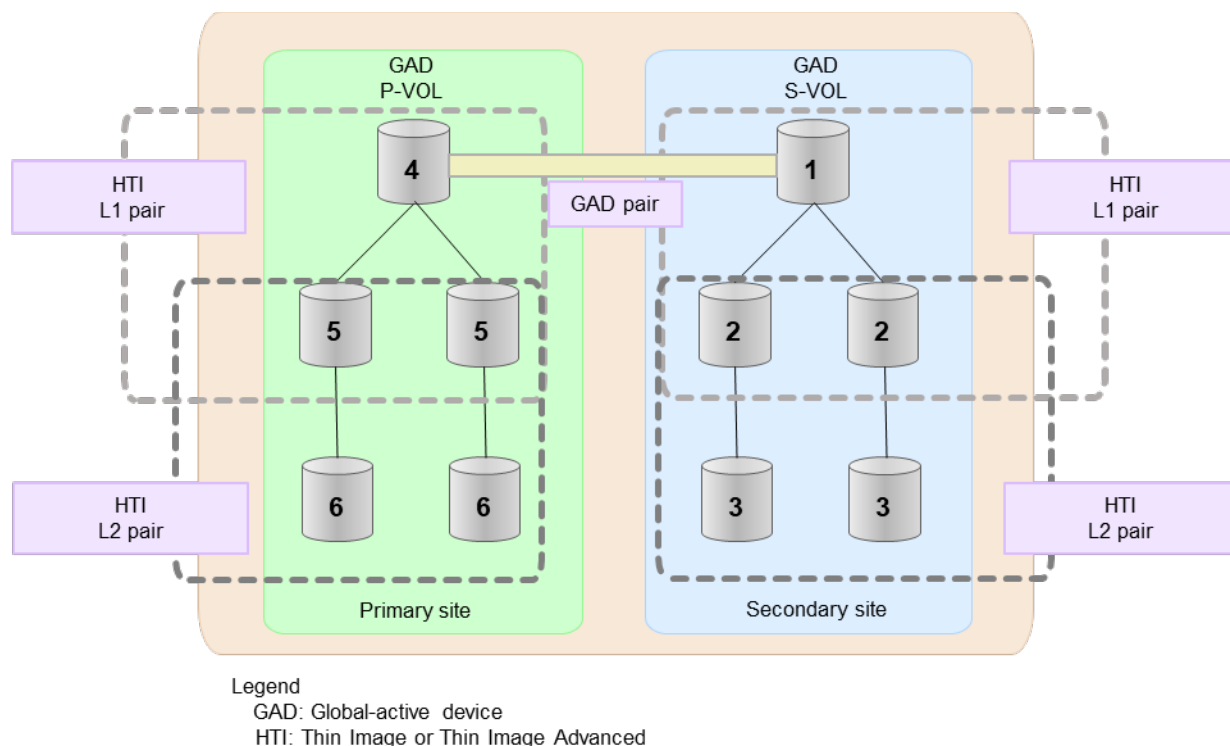 GAD
P-VOL
GAD
S-VOL
4
1
HTI
L1 pair
GAD pair
HTI
L1 pair
5
5
2
2
HTI
L2 pair
6
6
3
3
HTI
L2 pair
Primary site
Secondary site
Legend
GAD: Global-active device
HTI: Thin Image or Thin Image Advanced